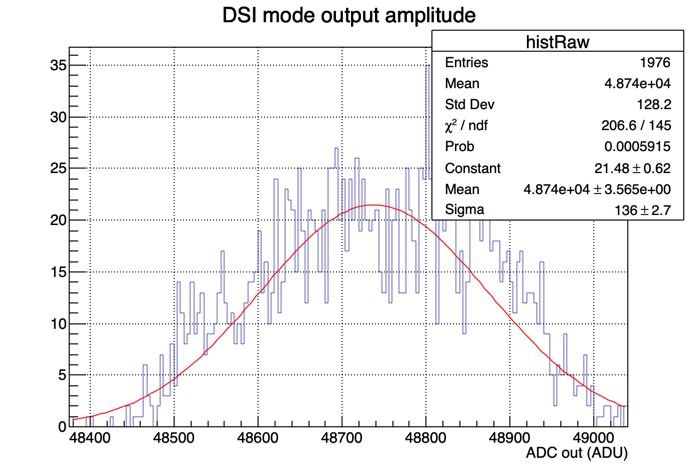 DSI mode output amplitude
histRaw
Entries 1976
Mean 4.874e+04
Std Dev 128.2
χ² / ndf 206.6 / 145
Prob 0.0005915
Constant 21.48 ± 0.62
Mean 4.874e+04 ± 3.565e+00
Sigma 136 ± 2.7
35
30
25
20
15
10
5
0
48400 48500 48600 48700 48800 48900 49000
ADC out (ADU)